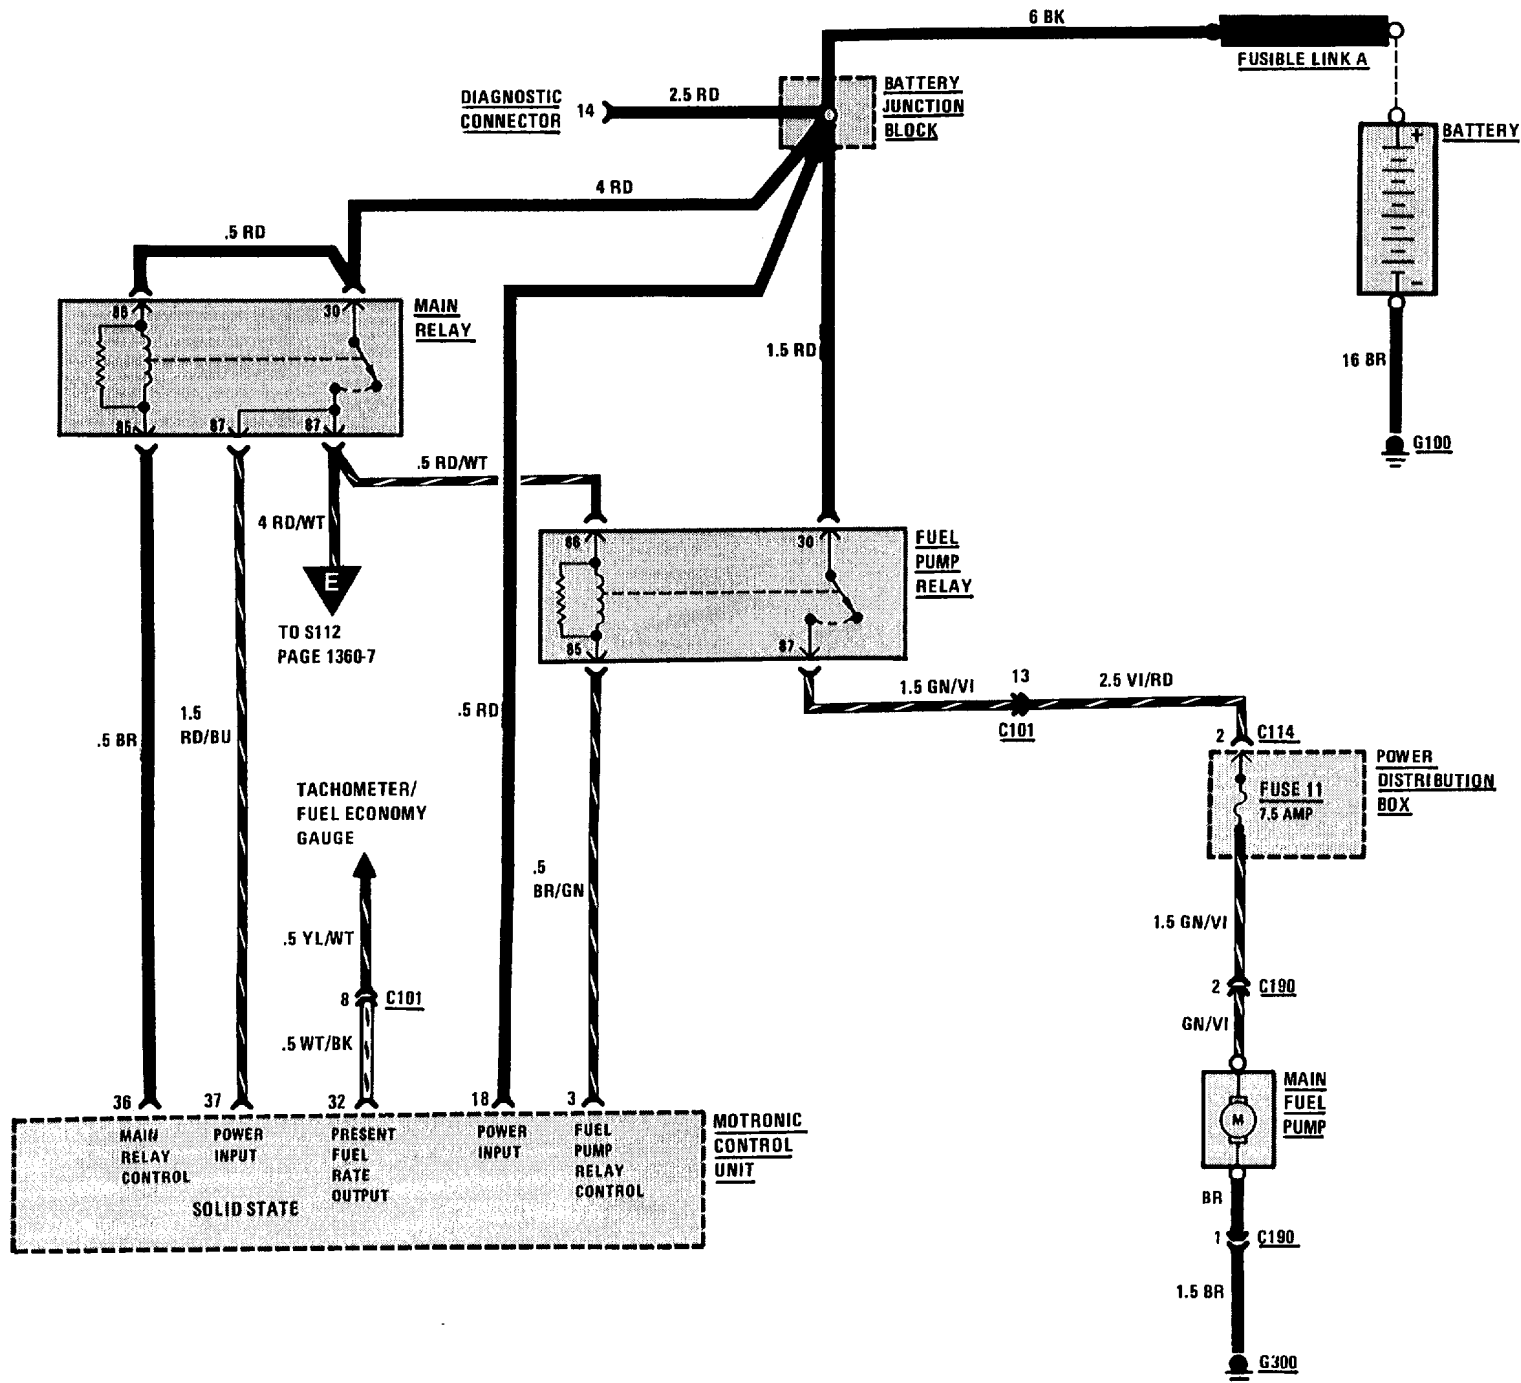 6 BK
FUSIBLE LINK A
DIAGNOSTIC
CONNECTOR
14
2.5 RD
BATTERY
JUNCTION
BLOCK
BATTERY
+
-
4 RD
.5 RD
86
30
MAIN
RELAY
1.5 RD
16 BR
G100
85
87
87
.5 RD/WT
4 RD/WT
E
TO S112
PAGE 1360-7
86
30
FUEL
PUMP
RELAY
85
87
1.5 GN/VI
13
C101
2.5 VI/RD
2
C114
POWER
DISTRIBUTION
BOX
FUSE 11
7.5 AMP
.5 BR
1.5
RD/BU
.5 RD
TACHOMETER/
FUEL ECONOMY
GAUGE
.5
BR/GN
.5 YL/WT
8
C101
.5 WT/BK
1.5 GN/VI
2
C190
GN/VI
MAIN
FUEL
PUMP
M
BR
1
C190
1.5 BR
G300
36
37
32
18
3
MAIN
RELAY
CONTROL
POWER
INPUT
PRESENT
FUEL
RATE
OUTPUT
POWER
INPUT
FUEL
PUMP
RELAY
CONTROL
SOLID STATE
MOTRONIC
CONTROL
UNIT